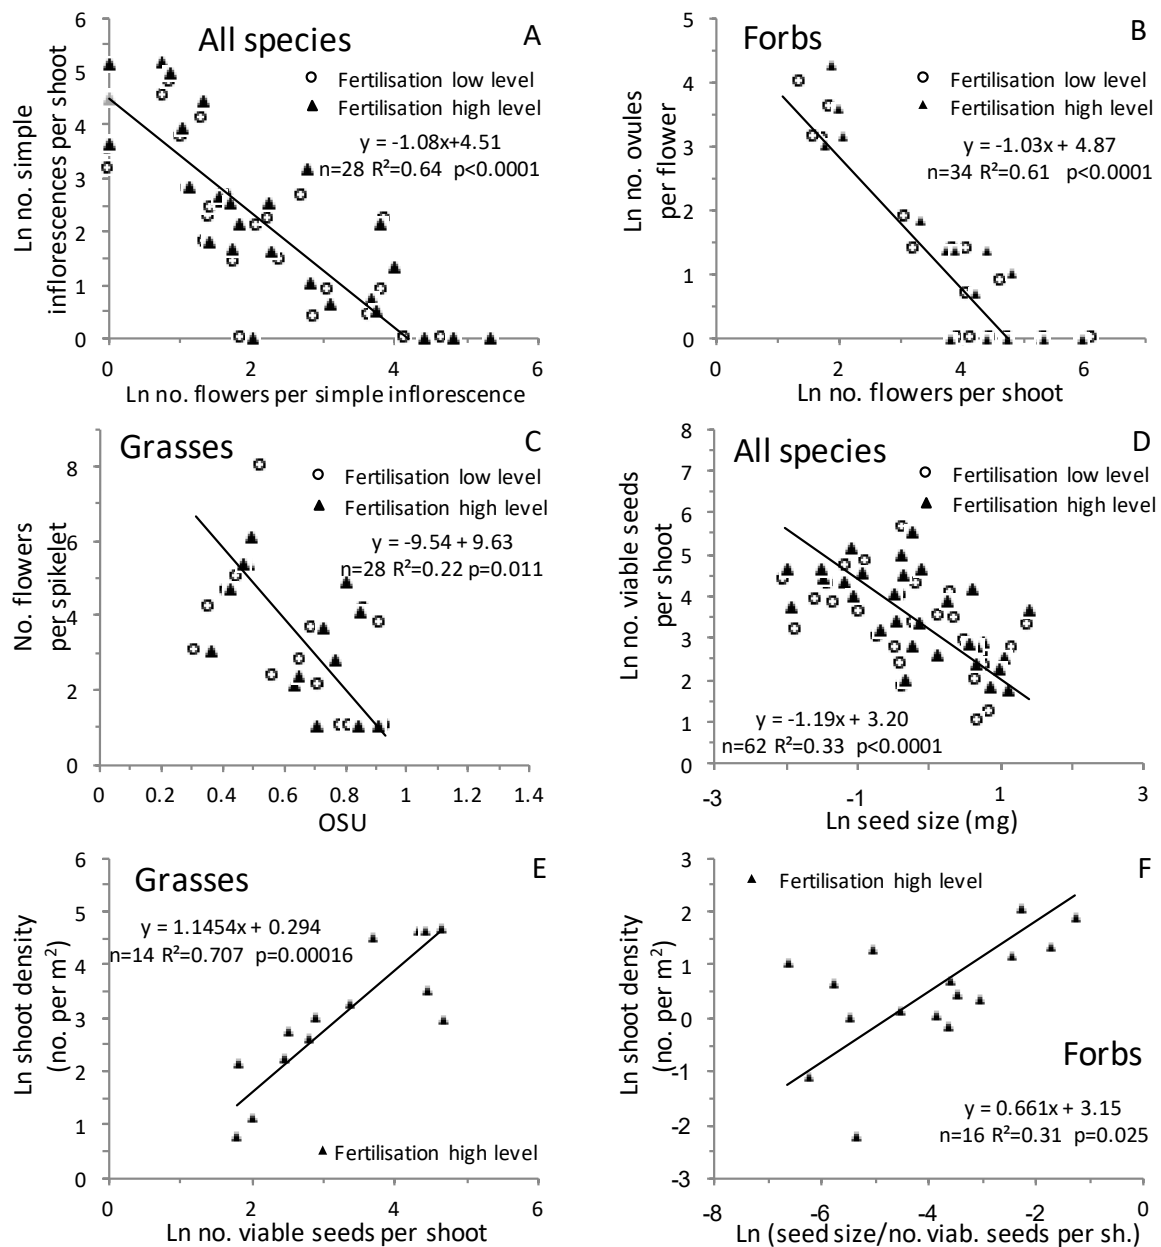 All species
A
Fertilisation low level
Fertilisation high level
y = -1.08x+4.51
n=28 R²=0.64 p<0.0001
Ln no. simple
inflorescences per shoot
6
5
4
3
2
1
0
0 2 4 6
Ln no. flowers per simple inflorescence
Forbs
B
Fertilisation low level
Fertilisation high level
y = -1.03x + 4.87
n=34 R²=0.61 p<0.0001
Ln no. ovules
per flower
5
4
3
2
1
0
0 2 4 6
Ln no. flowers per shoot
Grasses
C
Fertilisation low level
Fertilisation high level
y = -9.54 + 9.63
n=28 R²=0.22 p=0.011
No. flowers
per spikelet
8
6
4
2
0
0 0.2 0.4 0.6 0.8 1 1.2 1.4
OSU
All species
D
Fertilisation low level
Fertilisation high level
y = -1.19x + 3.20
n=62 R²=0.33 p<0.0001
Ln no. viable seeds
per shoot
8
7
6
5
4
3
2
1
0
-3 -1 1 3
Ln seed size (mg)
Grasses
E
y = 1.1454x + 0.294
n=14 R²=0.707 p=0.00016
Fertilisation high level
Ln shoot density
(no. per m²)
6
5
4
3
2
1
0
0 2 4 6
Ln no. viable seeds per shoot
F
Fertilisation high level
Forbs
y = 0.661x + 3.15
n=16 R²=0.31 p=0.025
Ln shoot density
(no. per m²)
3
2
1
0
-1
-2
-3
-8 -6 -4 -2 0
Ln (seed size/no. viab. seeds per sh.)